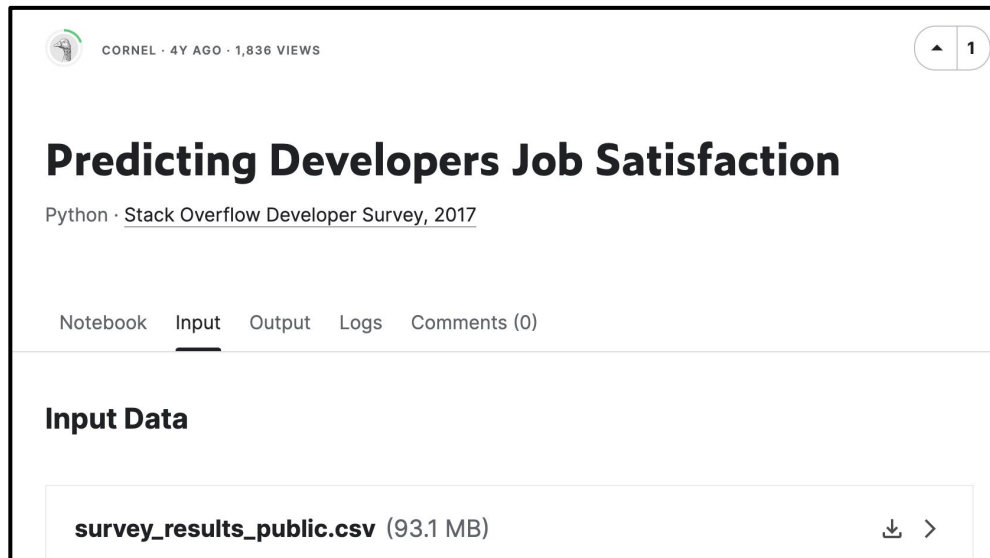 CORNEL · 4Y AGO · 1,836 VIEWS
1
Predicting Developers Job Satisfaction
Python · Stack Overflow Developer Survey, 2017
Notebook Input Output Logs Comments (0)
Input Data
survey_results_public.csv (93.1 MB)